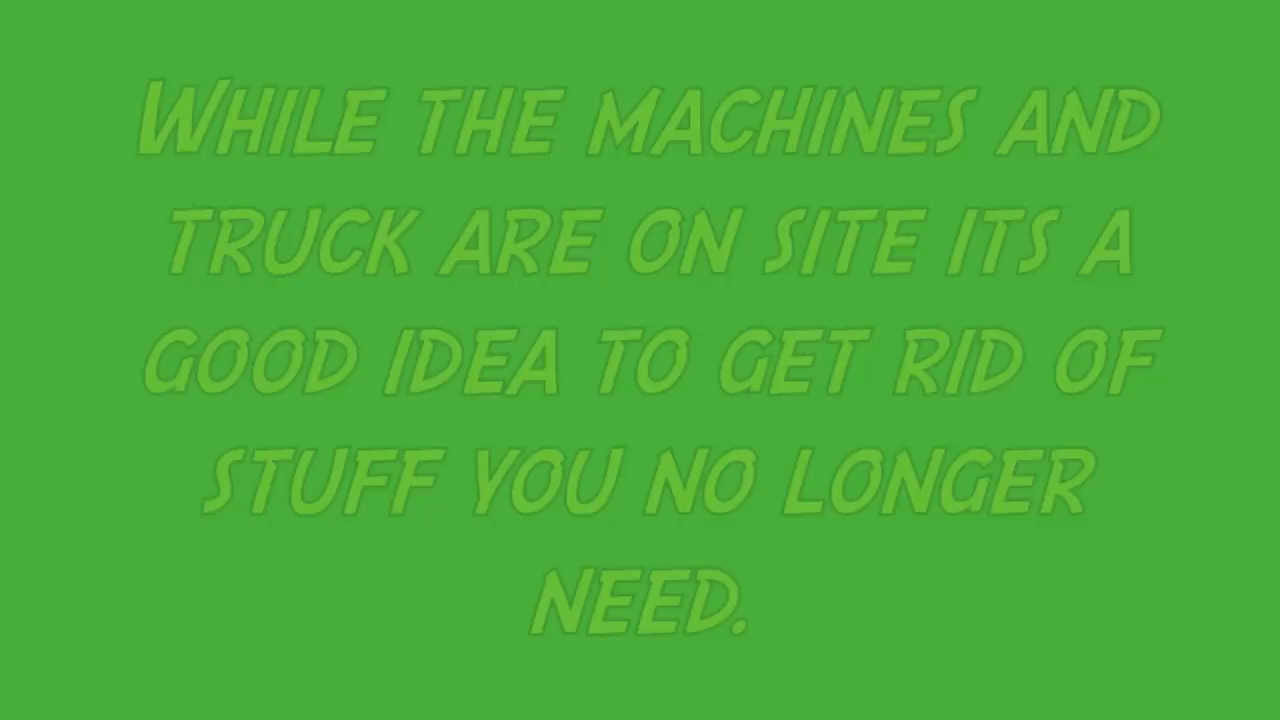 WHILE THE MACHINES AND
TRUCK ARE ON SITE ITS A
GOOD IDEA TO GET RID OF
STUFF YOU NO LONGER
NEED.